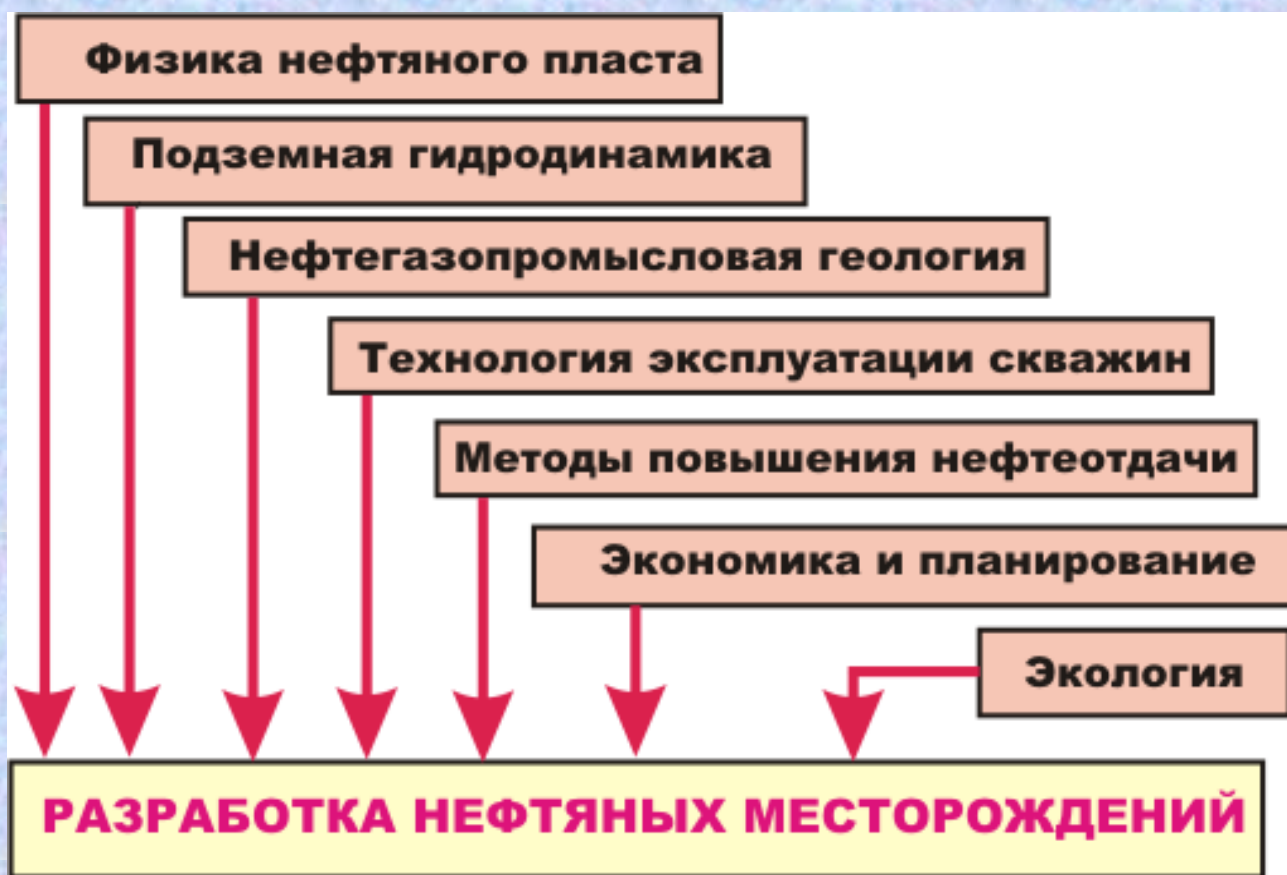 Физика нефтяного пласта
Подземная гидродинамика
Нефтегазопромысловая геология
Технология эксплуатации скважин
Методы повышения нефтеотдачи
Экономика и планирование
Экология
РАЗРАБОТКА НЕФТЯНЫХ МЕСТОРОЖДЕНИЙ